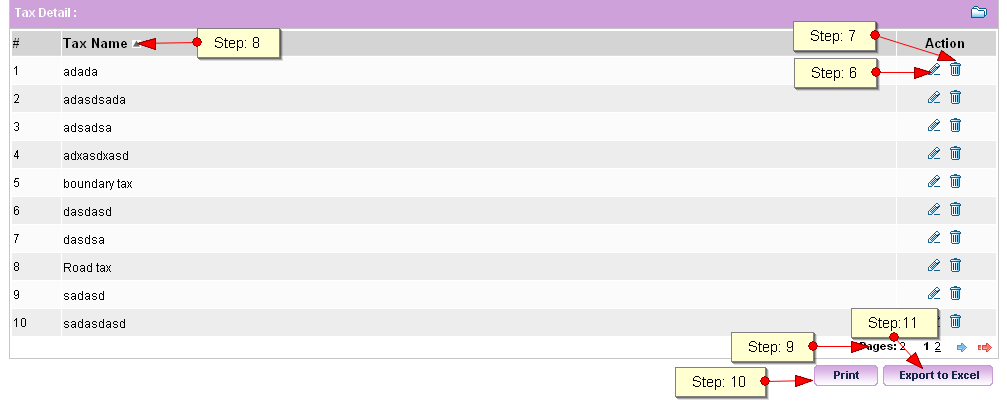 Tax Detail :
# Tax Name Step: 8 Step: 7 Action
1 adada Step: 6
2 adasdsada
3 adsadsa
4 adxasdxasd
5 boundary tax
6 dasdasd
7 dasdsa
8 Road tax
9 sadasd
10 sadasdasd Step:11
Step: 9 Pages: 2 1 2
Step: 10 Print Export to Excel